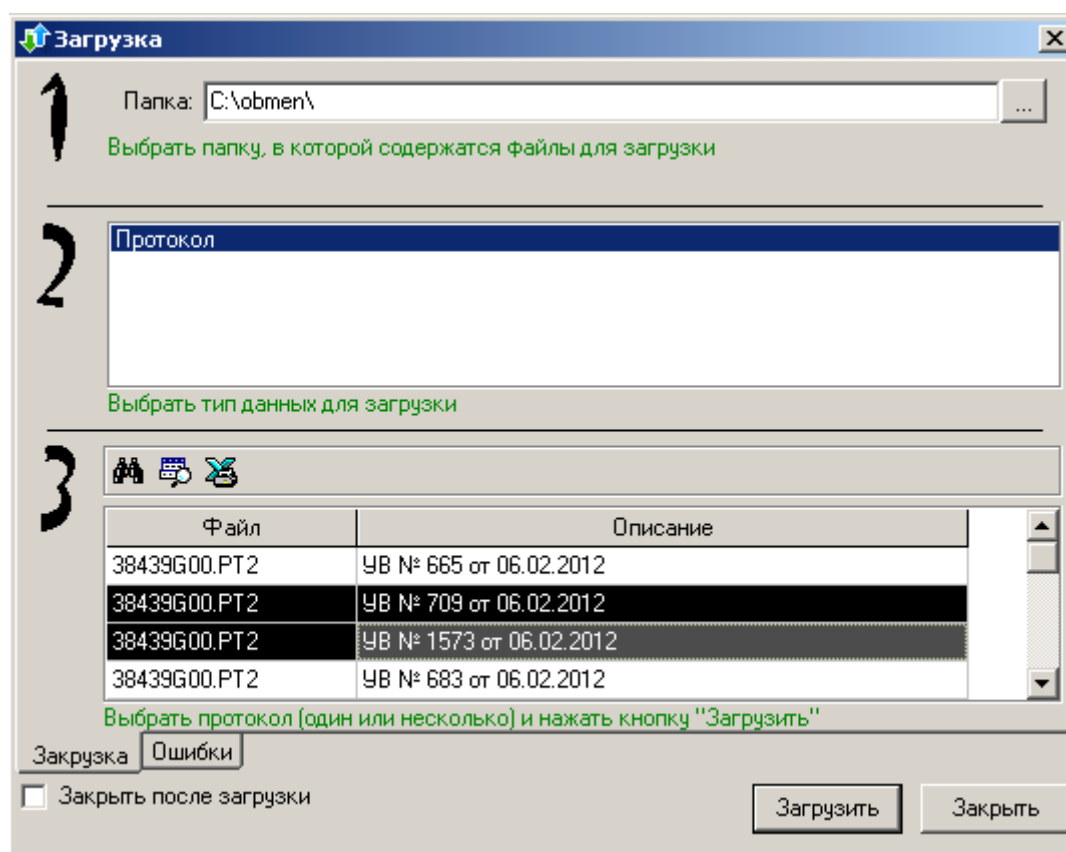 Загрузка
1
Папка: C:\obmen\ ...
Выбрать папку, в которой содержатся файлы для загрузки
2
Протокол
Выбрать тип данных для загрузки
3
Файл Описание
38439G00.PT2 УВ № 665 от 06.02.2012
38439G00.PT2 УВ № 709 от 06.02.2012
38439G00.PT2 УВ № 1573 от 06.02.2012
38439G00.PT2 УВ № 683 от 06.02.2012
Выбрать протокол (один или несколько) и нажать кнопку "Загрузить"
Закрузка Ошибки
Закрыть после загрузки
Загрузить Закрыть